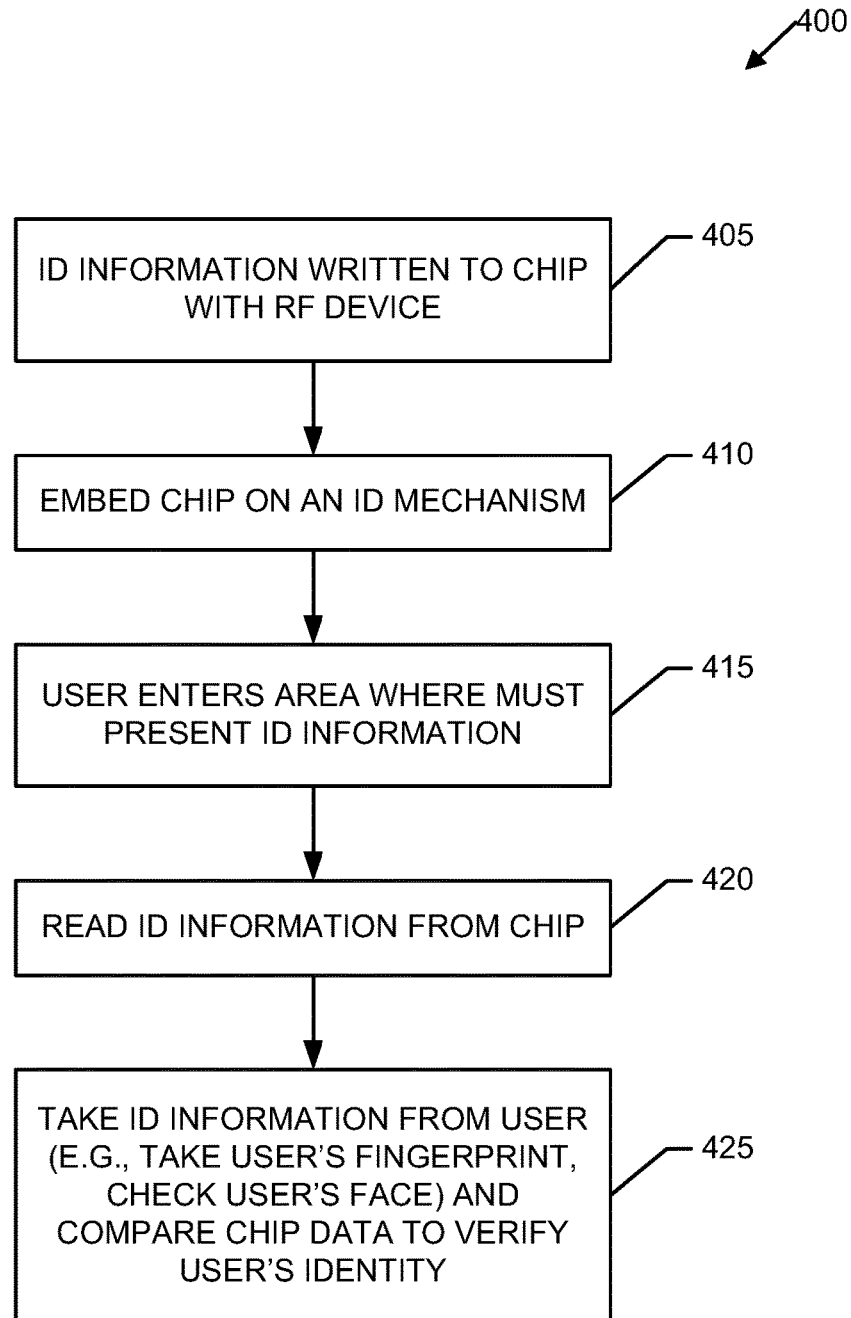 400
ID INFORMATION WRITTEN TO CHIP
WITH RF DEVICE
405
EMBED CHIP ON AN ID MECHANISM
410
USER ENTERS AREA WHERE MUST
PRESENT ID INFORMATION
415
READ ID INFORMATION FROM CHIP
420
TAKE ID INFORMATION FROM USER
(E.G., TAKE USER'S FINGERPRINT,
CHECK USER'S FACE) AND
COMPARE CHIP DATA TO VERIFY
USER'S IDENTITY
425